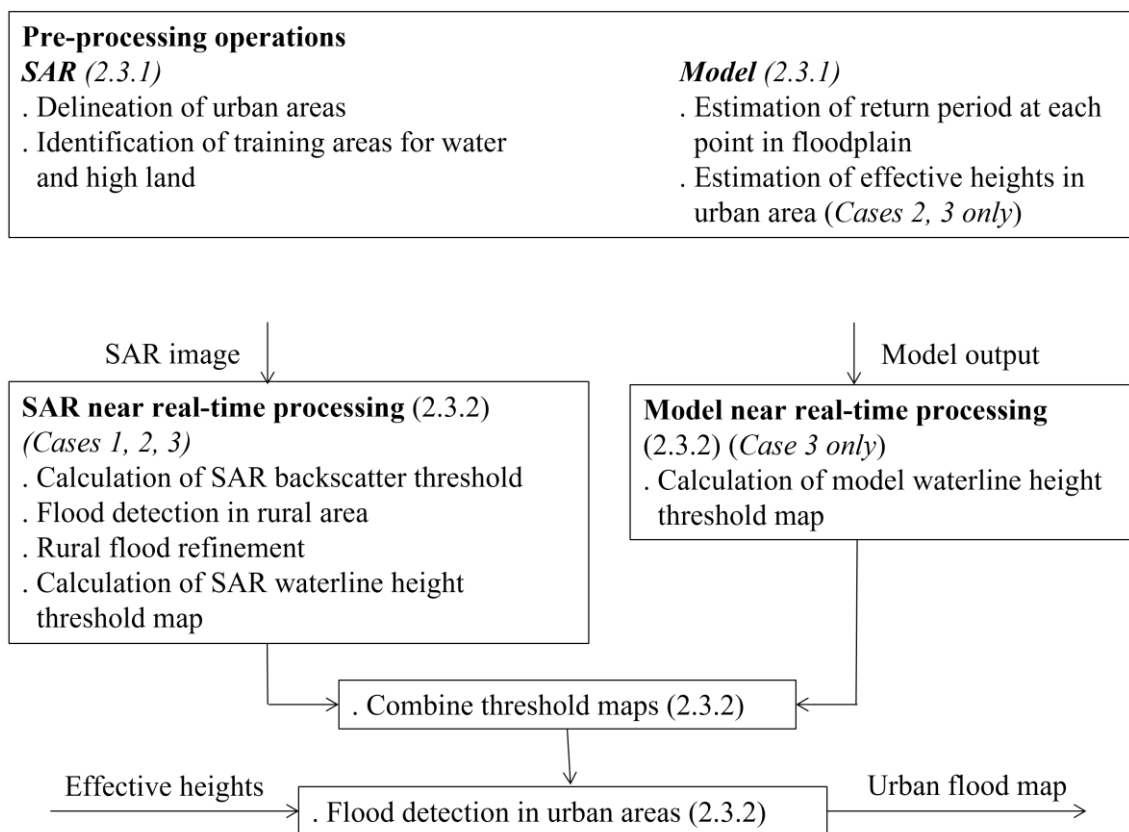 Pre-processing operations
SAR (2.3.1)
. Delineation of urban areas
. Identification of training areas for water
and high land
Model (2.3.1)
. Estimation of return period at each
point in floodplain
. Estimation of effective heights in
urban area (Cases 2, 3 only)
SAR image
Model output
SAR near real-time processing (2.3.2)
(Cases 1, 2, 3)
. Calculation of SAR backscatter threshold
. Flood detection in rural area
. Rural flood refinement
. Calculation of SAR waterline height
threshold map
Model near real-time processing
(2.3.2) (Case 3 only)
. Calculation of model waterline height
threshold map
. Combine threshold maps (2.3.2)
Effective heights
. Flood detection in urban areas (2.3.2)
Urban flood map